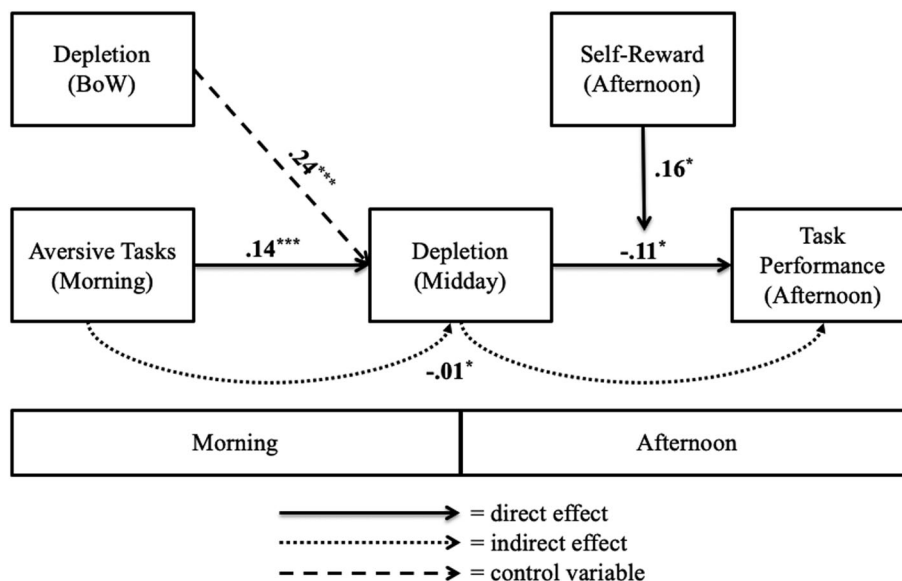 Depletion
(BoW)
Self-Reward
(Afternoon)
.24***
.16*
Aversive Tasks
(Morning)
.14***
Depletion
(Midday)
-.11*
Task
Performance
(Afternoon)
-.01*
Morning
Afternoon
= direct effect
= indirect effect
= control variable